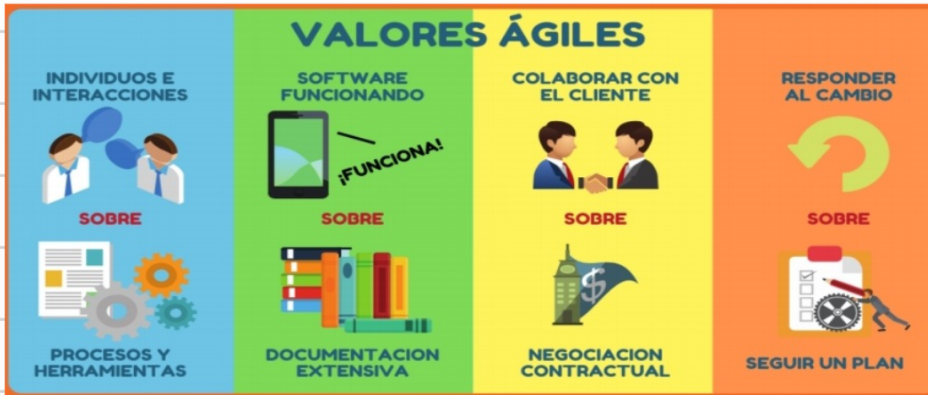 VALORES ÁGILES
INDIVIDUOS E
INTERACCIONES
SOBRE
PROCESOS Y
HERRAMIENTAS
SOFTWARE
FUNCIONANDO
¡FUNCIONA!
SOBRE
DOCUMENTACION
EXTENSIVA
COLABORAR CON
EL CLIENTE
SOBRE
$
NEGOCIACION
CONTRACTUAL
RESPONDER
AL CAMBIO
SOBRE
SEGUIR UN PLAN